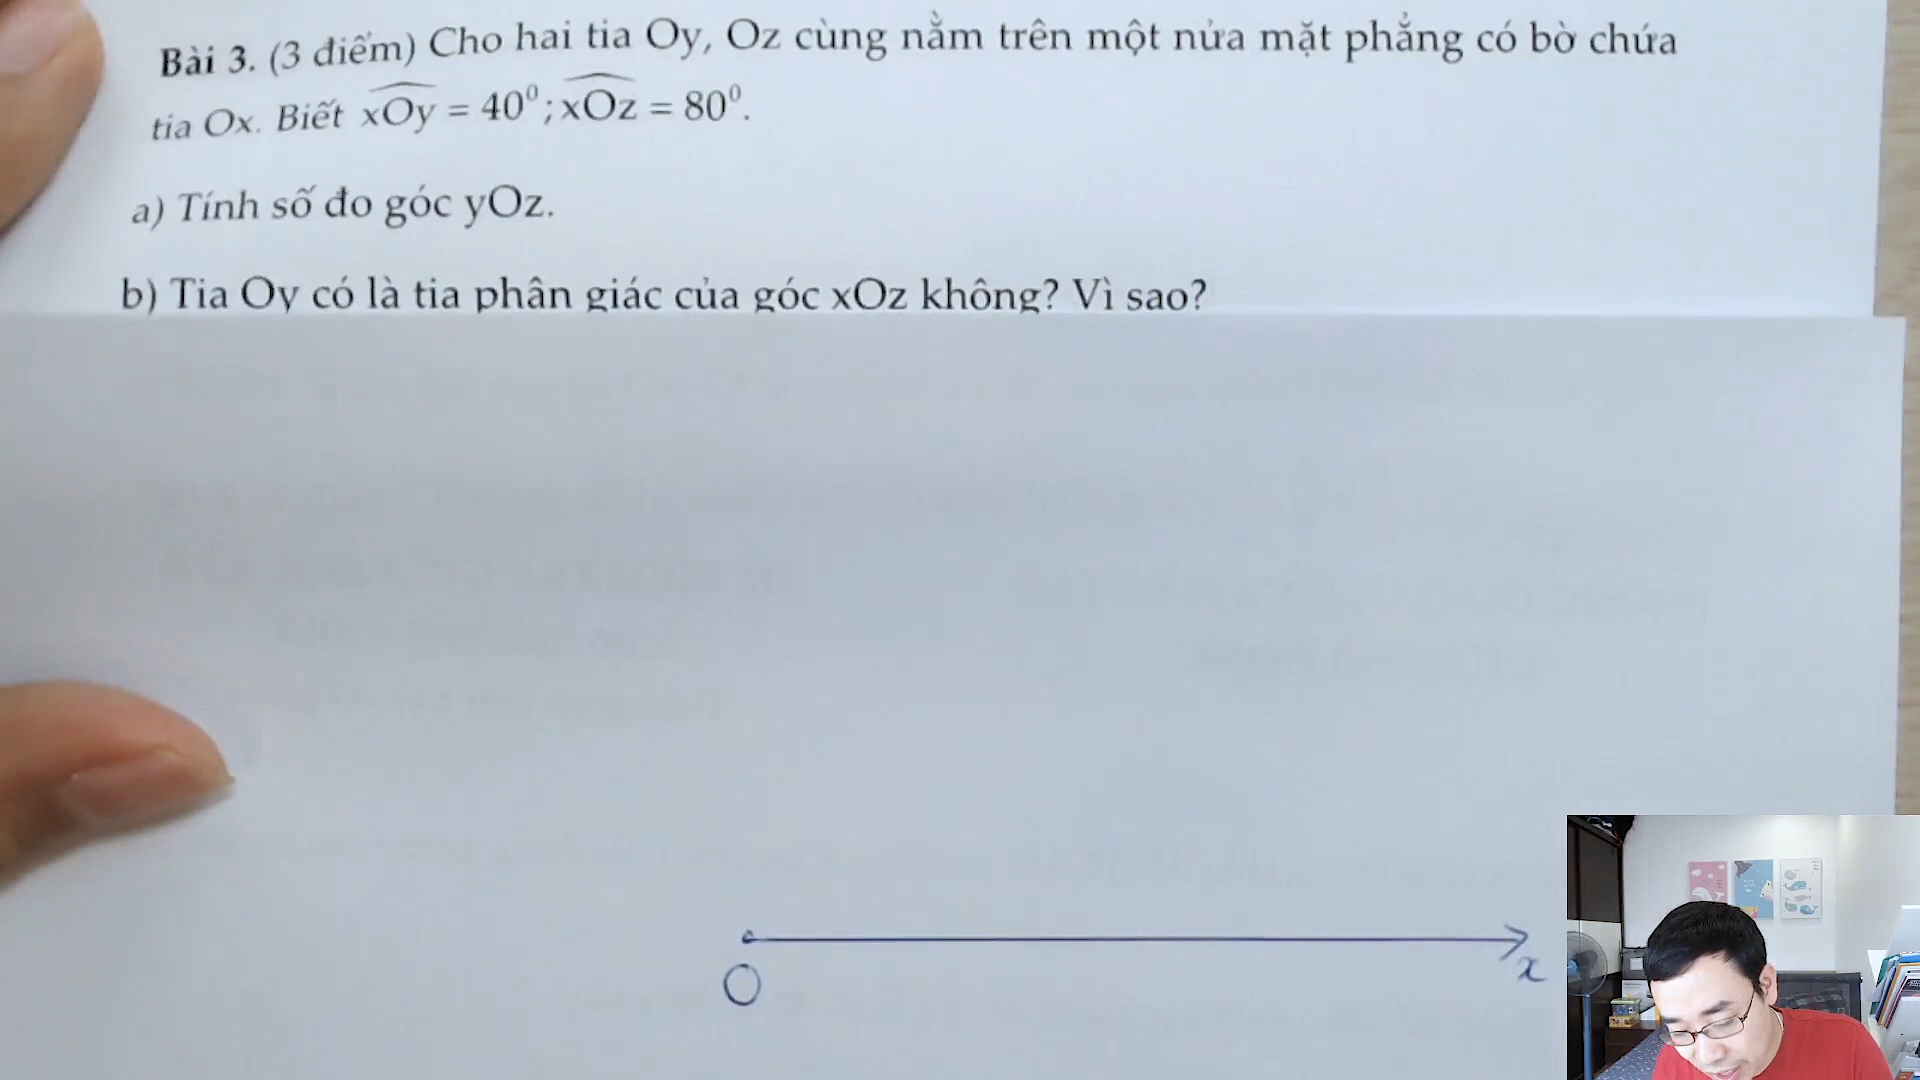 Bài 3. (3 điểm) Cho hai tia Oy, Oz cùng nằm trên một nửa mặt phẳng có bờ chứa
tia Ox. Biết xOy = 40⁰; xOz = 80⁰.
a) Tính số đo góc yOz.
b) Tia Oy có là tia phân giác của góc xOz không? Vì sao?
O
x